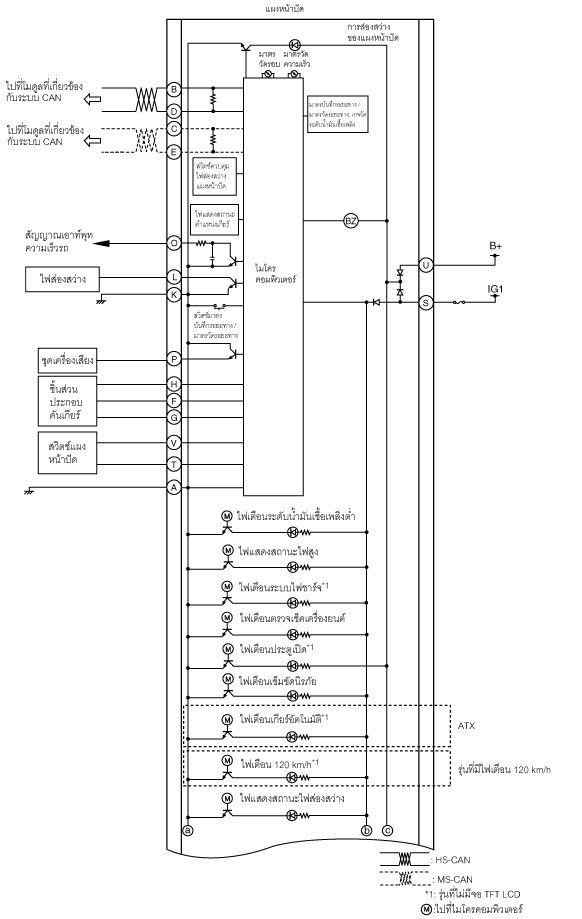 แผงหน้าปัด
การส่องสว่าง
ของแผงหน้าปัด
มาตร
วัดรอบ
มาตรวัด
ความเร็ว
ไปที่โมดูลที่เกี่ยวข้อง
กับระบบ CAN
B
D
ไปที่โมดูลที่เกี่ยวข้อง
กับระบบ CAN
C
E
มาตรบันทึกระยะทาง /
มาตรวัดระยะทาง, เกจวัด
ระดับน้ำมันเชื้อเพลิง
สวิตช์ควบคุม
ไฟส่องสว่าง
แผงหน้าปัด
ไฟแสดงสถานะ
ตำแหน่งเกียร์
BZ
สัญญาณเอาท์พุท
ความเร็วรถ
O
ไมโคร
คอมพิวเตอร์
U
B+
ไฟส่องสว่าง
L
K
S
IG1
สวิตช์มาตร
บันทึกระยะทาง /
มาตรวัดระยะทาง
ชุดเครื่องเสียง
P
ชิ้นส่วน
ประกอบ
คันเกียร์
H
F
G
สวิตช์แผง
หน้าปัด
V
T
A
M
ไฟเตือนระดับน้ำมันเชื้อเพลิงต่ำ
M
ไฟแสดงสถานะไฟสูง
M
ไฟเตือนระบบไฟชาร์จ*1
M
ไฟเตือนตรวจเช็คเครื่องยนต์
M
ไฟเตือนประตูเปิด*1
M
ไฟเตือนเข็มขัดนิรภัย
M
ไฟเตือนเกียร์อัตโนมัติ*1
ATX
M
ไฟเตือน 120 km/h*1
รุ่นที่มีไฟเตือน 120 km/h
M
ไฟแสดงสถานะไฟส่องสว่าง
a
b
c
: HS-CAN
: MS-CAN
*1: รุ่นที่ไม่มีจอ TFT LCD
M :ไปที่ไมโครคอมพิวเตอร์